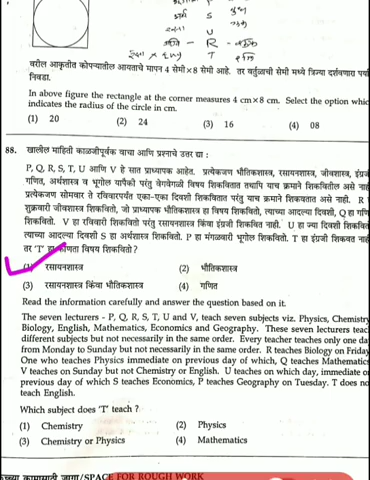 S
U
R
T
वरील आकृतीत कोपऱ्यातील आयताचे मापन 4 सेमी×8 सेमी आहे. तर वर्तुळाची सेमी मध्ये त्रिज्या दर्शवणारा पर्या
निवडा.
In above figure the rectangle at the corner measures 4 cm×8 cm. Select the option whic
indicates the radius of the circle in cm.
(1) 20 (2) 24 (3) 16 (4) 08
88. खालील माहिती काळजीपूर्वक वाचा आणि प्रश्नाचे उत्तर द्या :
P, Q, R, S, T, U आणि V हे सात प्राध्यापक आहेत. प्रत्येकजण भौतिकशास्त्र, रसायनशास्त्र, जीवशास्त्र, इंग्रजी
गणित, अर्थशास्त्र व भूगोल यापैकी परंतु वेगवेगळे विषय शिकवितात तथापि याच क्रमाने शिकवितील असे नाही
प्रत्येकजण सोमवार ते रविवारपर्यंत एका-एका दिवशी शिकवितात परंतु याच क्रमाने शिकवतात असे नाही. R
शुक्रवारी जीवशास्त्र शिकवितो, जो प्राध्यापक भौतिकशास्त्र हा विषय शिकवितो, त्याच्या आदल्या दिवशी, Q हा गणि
शिकवितो. V हा रविवारी शिकवितो परंतु रसायनशास्त्र किंवा इंग्रजी शिकवित नाही. U हा ज्या दिवशी शिकवितो
त्याच्या आदल्या दिवशी S हा अर्थशास्त्र शिकवितो. P हा मंगळवारी भूगोल शिकवितो. T हा इंग्रजी शिकवत नाही
तर 'T' हा कोणता विषय शिकवितो?
(1) रसायनशास्त्र (2) भौतिकशास्त्र
(3) रसायनशास्त्र किंवा भौतिकशास्त्र (4) गणित
Read the information carefully and answer the question based on it.
The seven lecturers - P, Q, R, S, T, U and V, teach seven subjects viz. Physics, Chemistry
Biology, English, Mathematics, Economics and Geography. These seven lecturers teac
different subjects but not necessarily in the same order. Every teacher teaches only one da
from Monday to Sunday but not necessarily in the same order. R teaches Biology on Friday
One who teaches Physics immediate on previous day of which, Q teaches Mathematics
V teaches on Sunday but not Chemistry or English. U teaches on which day, immediate o
previous day of which S teaches Economics, P teaches Geography on Tuesday. T does no
teach English.
Which subject does 'T' teach ?
(1) Chemistry (2) Physics
(3) Chemistry or Physics (4) Mathematics
कच्च्या कामासाठी जागा/SPACE FOR ROUGH WORK